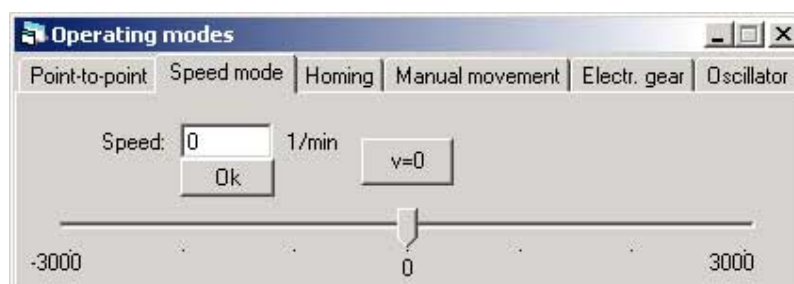 Operating modes
Point-to-point Speed mode Homing Manual movement Electr. gear Oscillator
Speed: 0 1/min v=0
Ok
-3000 0 3000